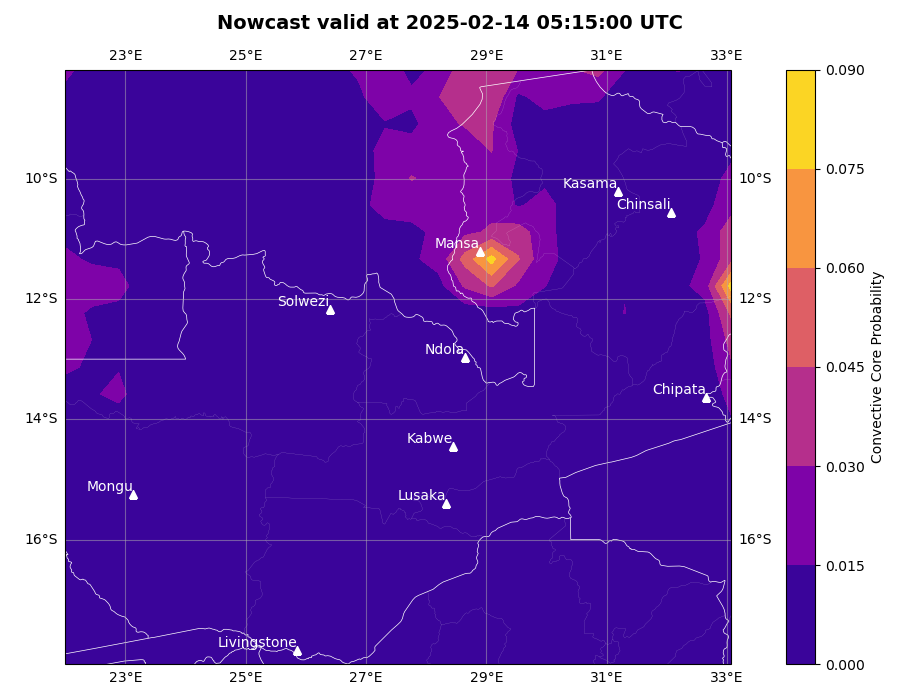 Nowcast valid at 2025-02-14 05:15:00 UTC
23°E 25°E 27°E 29°E 31°E 33°E
0.090
0.075
10°S Kasama 10°S
Chinsali
Mansa
0.060
12°S Solwezi 12°S
Ndola
0.045
Chipata
14°S 14°S
Kabwe
0.030
Mongu
Lusaka
16°S 16°S
0.015
Livingstone
0.000
23°E 25°E 27°E 29°E 31°E 33°E
Convective Core Probability